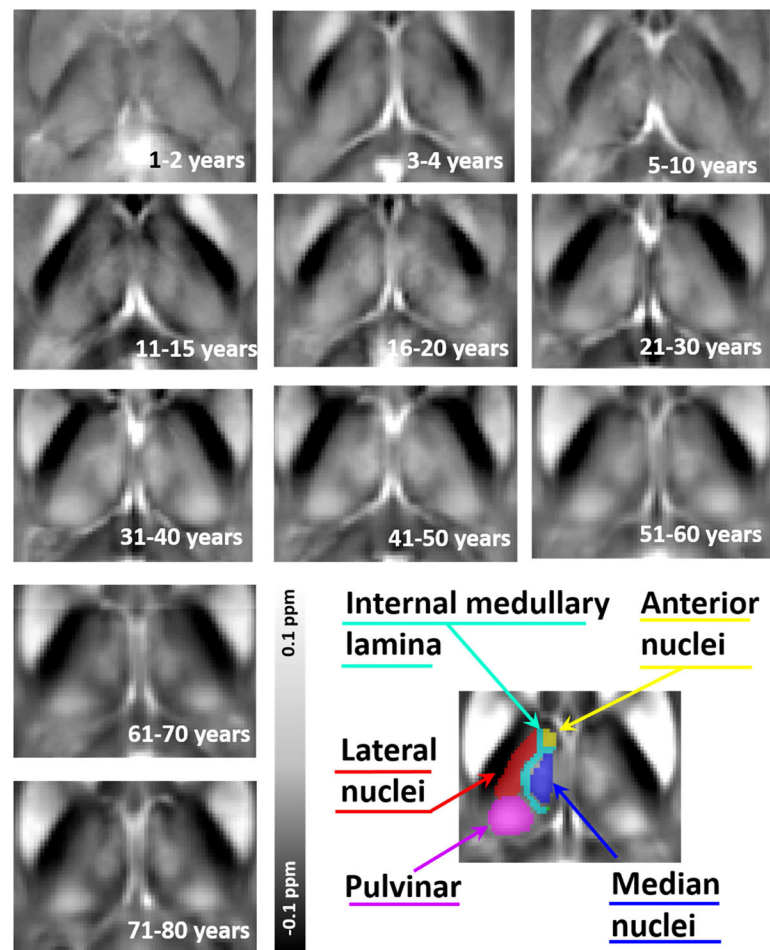 1-2 years
3-4 years
5-10 years
11-15 years
16-20 years
21-30 years
31-40 years
41-50 years
51-60 years
61-70 years
71-80 years
0.1 ppm
-0.1 ppm
Internal medullary
lamina
Anterior
nuclei
Lateral
nuclei
Pulvinar
Median
nuclei